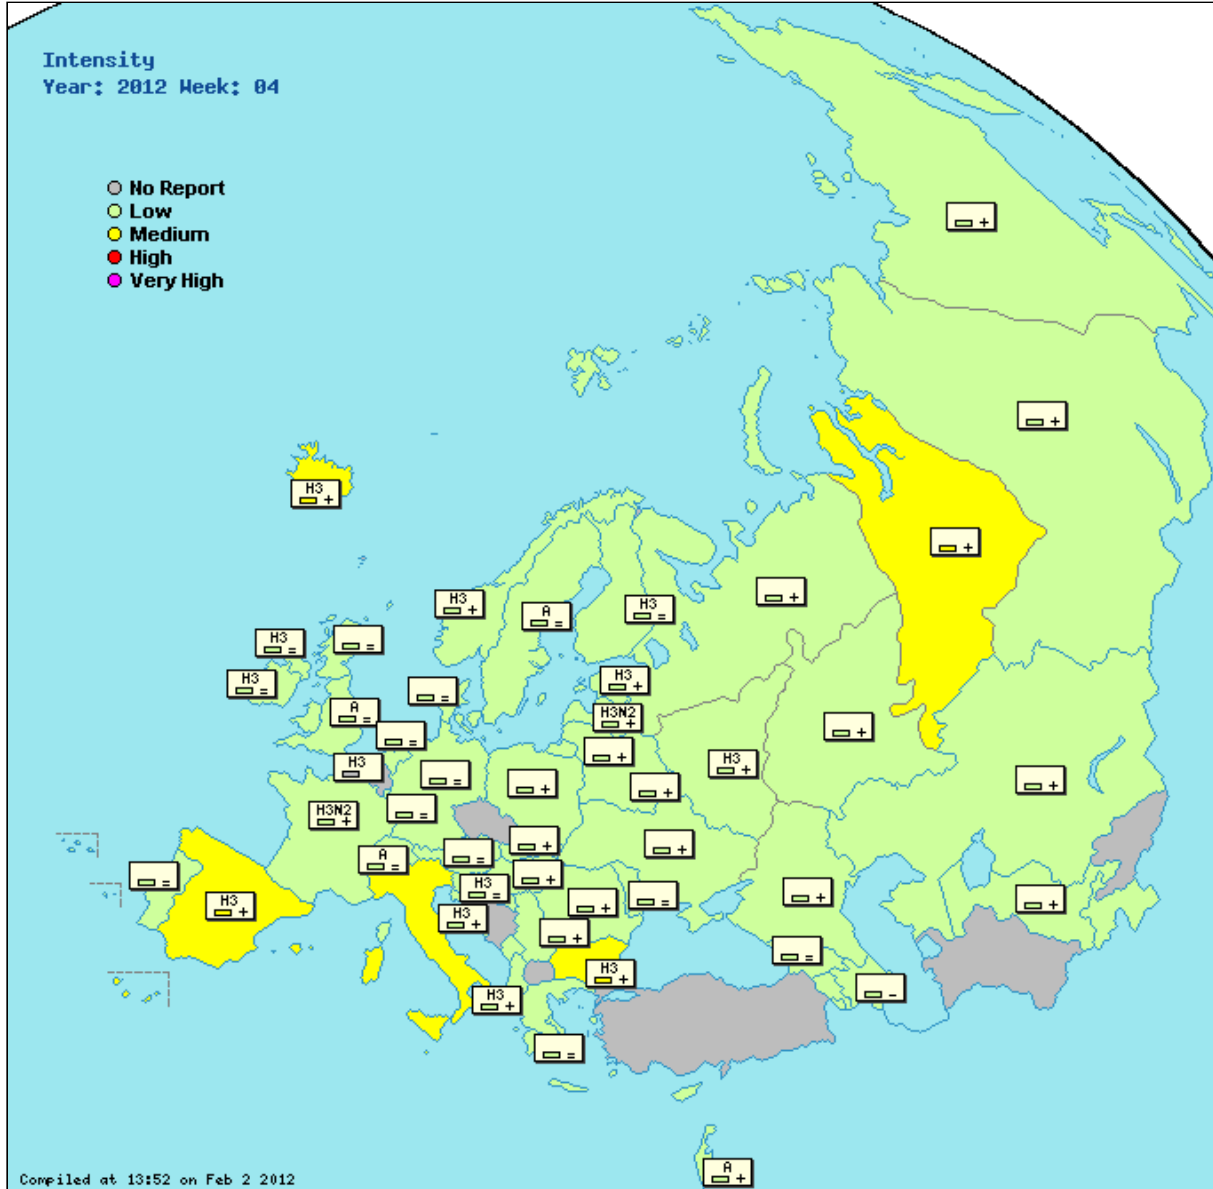 Intensity
Year: 2012 Week: 04
No Report
Low
Medium
High
Very High
+
+
H3
+
+
+
H3
+
A
=
H3
=
=
H3
=
H3
=
H3
+
=
A
=
H3N2
+
+
=
+
H3
H3
+
=
+
+
+
=
H3N2
+
+
+
A
=
=
+
=
H3
=
+
+
+
=
H3
+
H3
+
+
=
H3
+
-
H3
+
=
A
+
Compiled at 13:52 on Feb 2 2012